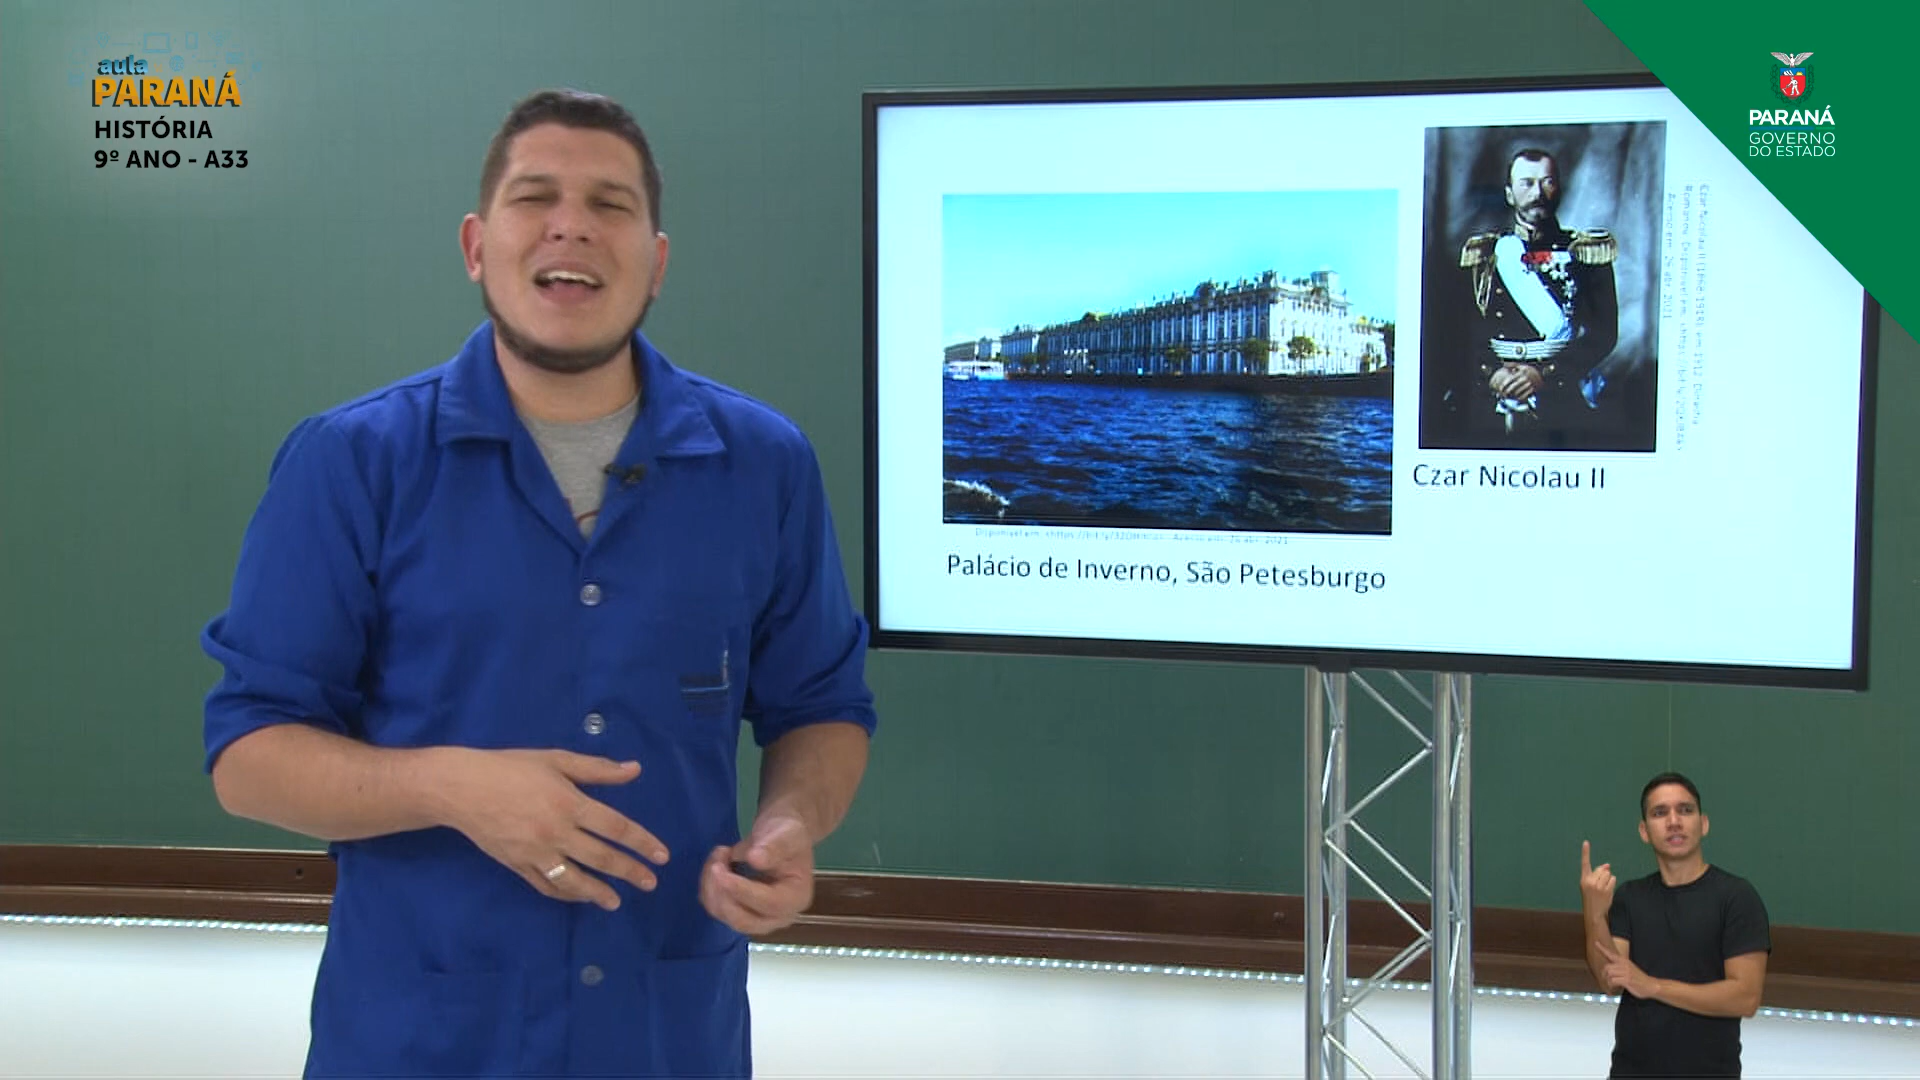 aula
PARANÁ
HISTÓRIA
9º ANO - A33
PARANÁ
GOVERNO
DO ESTADO
Czar Nicolau II
Palácio de Inverno, São Petesburgo